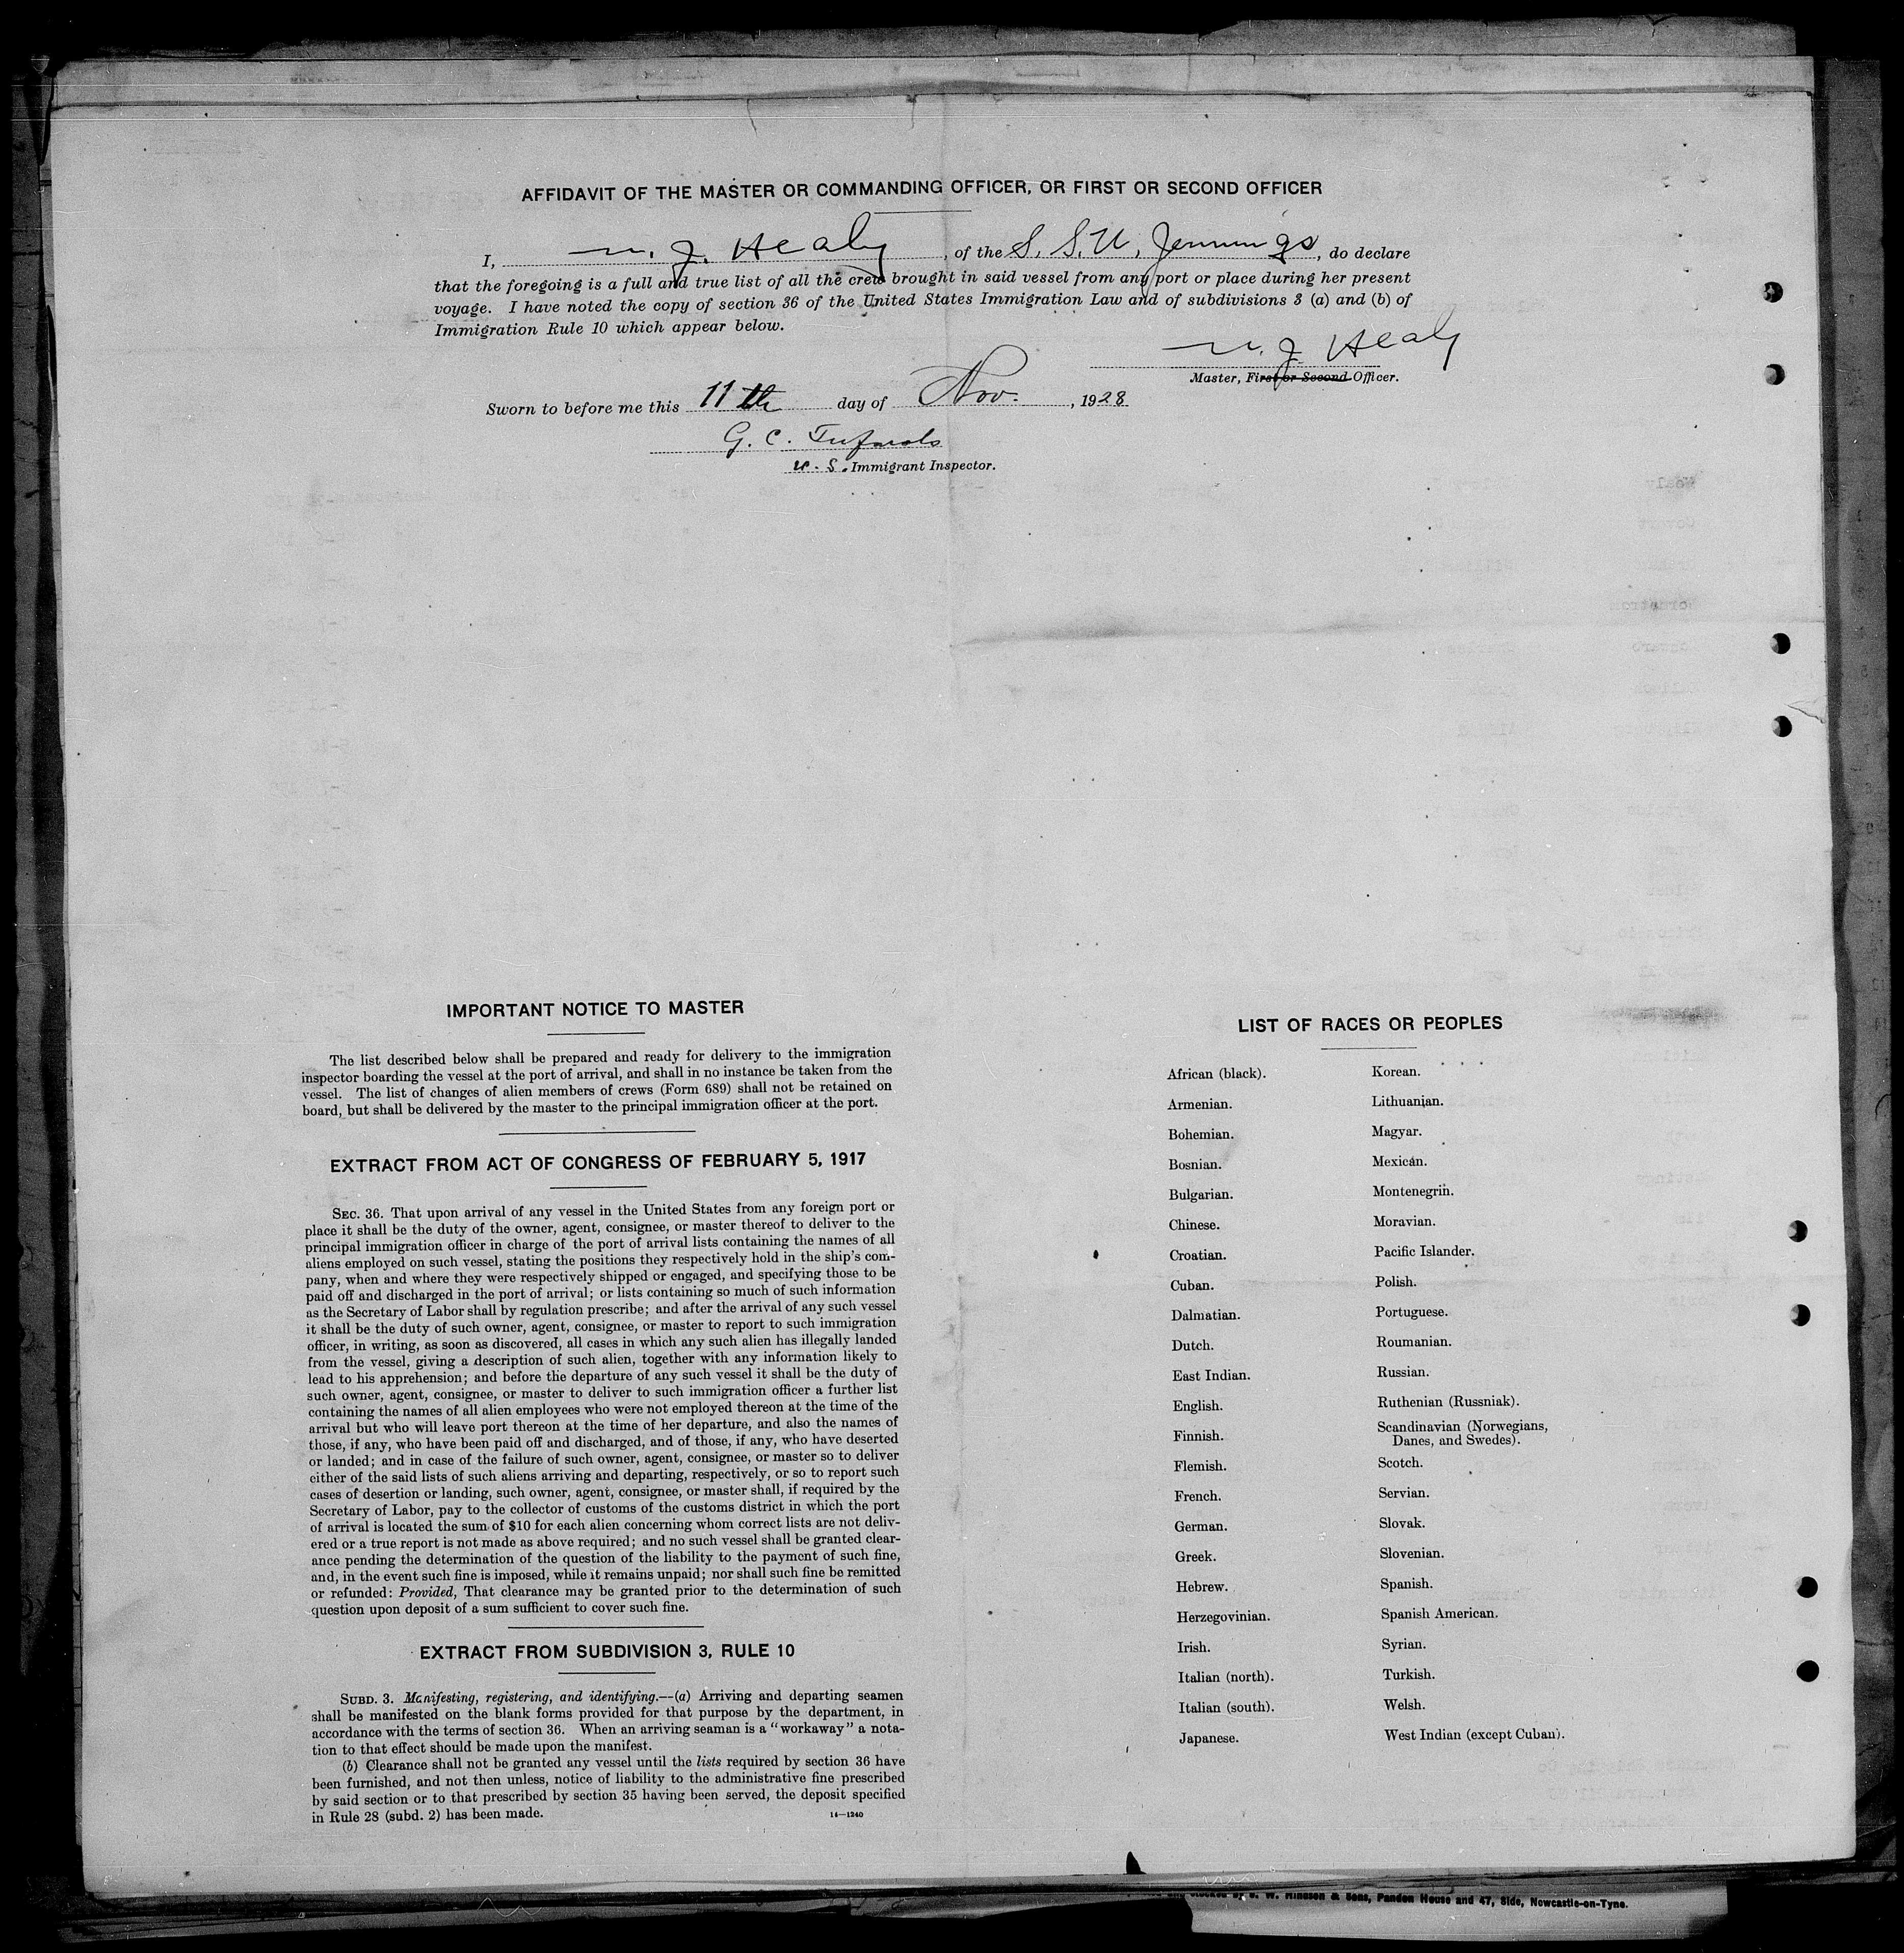 AFFIDAVIT OF THE MASTER OR COMMANDING OFFICER, OR FIRST OR SECOND OFFICER
I, J. Healy, of the S. S. Jennings, do declare
that the foregoing is a full and true list of all the crew brought in said vessel from any port or place during her present
voyage. I have noted the copy of section 36 of the United States Immigration Law and of subdivisions 3 (a) and (b) of
Immigration Rule 10 which appear below.
J. Healy
Master, First or Second Officer.
Sworn to before me this 11th day of Nov., 1928
G. C.
U. S. Immigrant Inspector.
IMPORTANT NOTICE TO MASTER
The list described below shall be prepared and ready for delivery to the immigration
inspector boarding the vessel at the port of arrival, and shall in no instance be taken from the
vessel. The list of changes of alien members of crews (Form 689) shall not be retained on
board, but shall be delivered by the master to the principal immigration officer at the port.
EXTRACT FROM ACT OF CONGRESS OF FEBRUARY 5, 1917
SEC. 36. That upon arrival of any vessel in the United States from any foreign port or
place it shall be the duty of the owner, agent, consignee, or master thereof to deliver to the
principal immigration officer in charge of the port of arrival lists containing the names of all
aliens employed on such vessel, stating the positions they respectively hold in the ship's com-
pany, when and where they were respectively shipped or engaged, and specifying those to be
paid off and discharged in the port of arrival; or lists containing so much of such information
as the Secretary of Labor shall by regulation prescribe; and after the arrival of any such vessel
it shall be the duty of such owner, agent, consignee, or master to report to such immigration
officer, in writing, as soon as discovered, all cases in which any such alien has illegally landed
from the vessel, giving a description of such alien, together with any information likely to
lead to his apprehension; and before the departure of any such vessel it shall be the duty of
such owner, agent, consignee, or master to deliver to such immigration officer a further list
containing the names of all alien employees who were not employed thereon at the time of the
arrival but who will leave port thereon at the time of her departure, and also the names of
those, if any, who have been paid off and discharged, and of those, if any, who have deserted
or landed; and in case of the failure of such owner, agent, consignee, or master so to deliver
either of the said lists of such aliens arriving and departing, respectively, or so to report such
cases of desertion or landing, such owner, agent, consignee, or master shall, if required by the
Secretary of Labor, pay to the collector of customs of the customs district in which the port
of arrival is located the sum of $10 for each alien concerning whom correct lists are not deliv-
ered or a true report is not made as above required; and no such vessel shall be granted clear-
ance pending the determination of the question of the liability to the payment of such fine,
and, in the event such fine is imposed, while it remains unpaid; nor shall such fine be remitted
or refunded: Provided, That clearance may be granted prior to the determination of such
question upon deposit of a sum sufficient to cover such fine.
EXTRACT FROM SUBDIVISION 3, RULE 10
SUBD. 3. Manifesting, registering, and identifying.—(a) Arriving and departing seamen
shall be manifested on the blank forms provided for that purpose by the department, in
accordance with the terms of section 36. When an arriving seaman is a "workaway" a nota-
tion to that effect should be made upon the manifest.
(b) Clearance shall not be granted any vessel until the lists required by section 36 have
been furnished, and not then unless, notice of liability to the administrative fine prescribed
by said section or to that prescribed by section 35 having been served, the deposit specified
in Rule 28 (subd. 2) has been made.
14—1240
LIST OF RACES OR PEOPLES
African (black).
Armenian.
Bohemian.
Bosnian.
Bulgarian.
Chinese.
Croatian.
Cuban.
Dalmatian.
Dutch.
East Indian.
English.
Finnish.
Flemish.
French.
German.
Greek.
Hebrew.
Herzegovinian.
Irish.
Italian (north).
Italian (south).
Japanese.
Korean.
Lithuanian.
Magyar.
Mexican.
Montenegrin.
Moravian.
Pacific Islander.
Polish.
Portuguese.
Roumanian.
Russian.
Ruthenian (Russniak).
Scandinavian (Norwegians,
Danes, and Swedes).
Scotch.
Servian.
Slovak.
Slovenian.
Spanish.
Spanish American.
Syrian.
Turkish.
Welsh.
West Indian (except Cuban).
& Sons, Pandon House and 47, Side, Newcastle-on-Tyne.